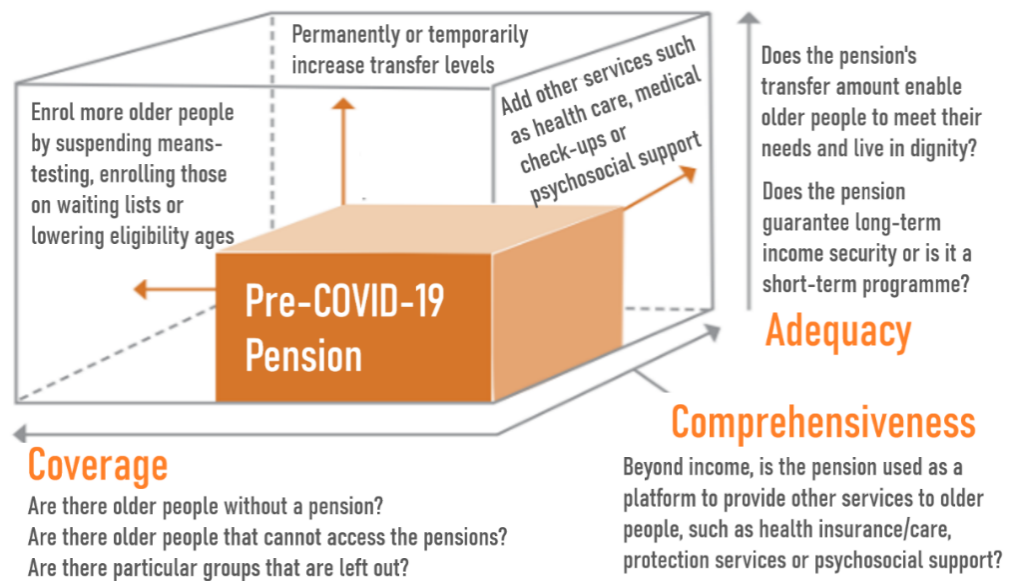 Permanently or temporarily
increase transfer levels
Add other services such
as health care, medical
check-ups or
psychosocial support
Enrol more older people
by suspending means-
testing, enrolling those
on waiting lists or
lowering eligibility ages
Pre-COVID-19
Pension
Does the pension's
transfer amount enable
older people to meet their
needs and live in dignity?
Does the pension
guarantee long-term
income security or is it a
short-term programme?
Adequacy
Coverage
Are there older people without a pension?
Are there older people that cannot access the pensions?
Are there particular groups that are left out?
Comprehensiveness
Beyond income, is the pension used as a
platform to provide other services to older
people, such as health insurance/care,
protection services or psychosocial support?